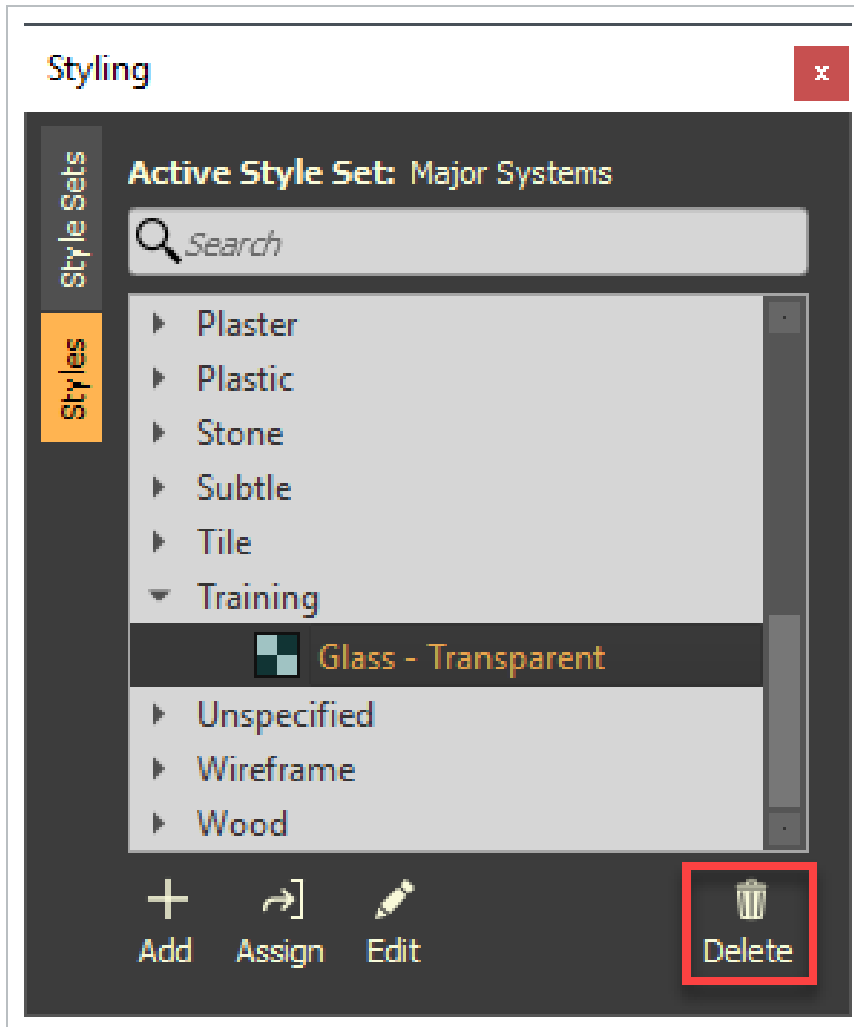 Styling
x
Style Sets
Styles
Active Style Set: Major Systems
Search
Plaster
Plastic
Stone
Subtle
Tile
Training
Glass - Transparent
Unspecified
Wireframe
Wood
Add Assign Edit Delete